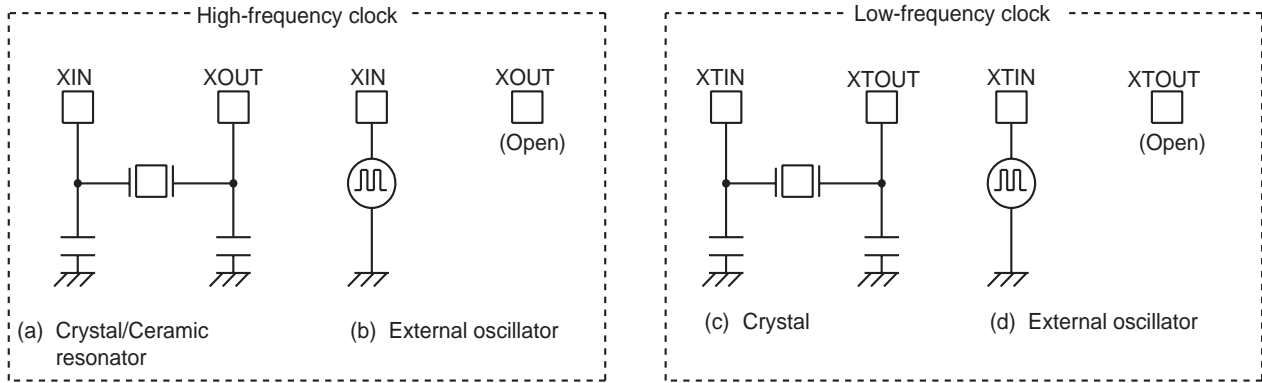 High-frequency clock
Low-frequency clock
XIN
XOUT
XIN
XOUT
(Open)
XTIN
XTOUT
XTIN
XTOUT
(Open)
(a) Crystal/Ceramic
resonator
(b) External oscillator
(c) Crystal
(d) External oscillator